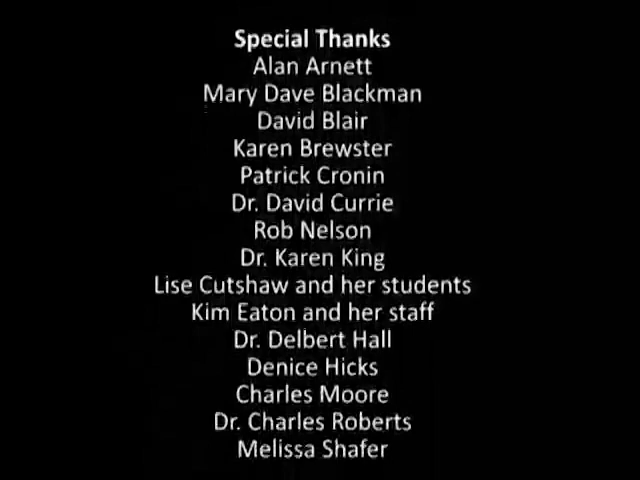 Special Thanks
Alan Arnett
Mary Dave Blackman
David Blair
Karen Brewster
Patrick Cronin
Dr. David Currie
Rob Nelson
Dr. Karen King
Lise Cutshaw and her students
Kim Eaton and her staff
Dr. Delbert Hall
Denice Hicks
Charles Moore
Dr. Charles Roberts
Melissa Shafer